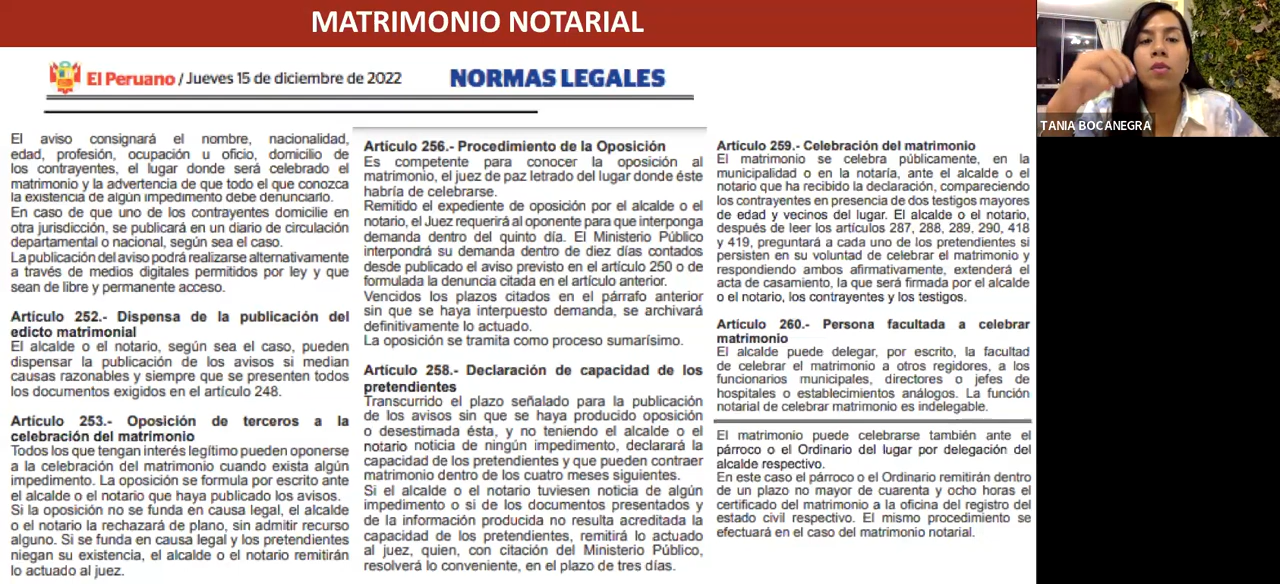 MATRIMONIO NOTARIAL
El Peruano / Jueves 15 de diciembre de 2022
NORMAS LEGALES
El aviso consignará el nombre, nacionalidad,
edad, profesión, ocupación u oficio, domicilio de
los contrayentes, el lugar donde será celebrado el
matrimonio y la advertencia de que todo el que conozca
la existencia de algún impedimento debe denunciarlo.
En caso de que uno de los contrayentes domicilie en
otra jurisdicción, se publicará en un diario de circulación
departamental o nacional, según sea el caso.
La publicación del aviso podrá realizarse alternativamente
a través de medios digitales permitidos por ley y que
sean de libre y permanente acceso.
Artículo 252.- Dispensa de la publicación del
edicto matrimonial
El alcalde o el notario, según sea el caso, pueden
dispensar la publicación de los avisos si median
causas razonables y siempre que se presenten todos
los documentos exigidos en el artículo 248.
Artículo 253.- Oposición de terceros a la
celebración del matrimonio
Todos los que tengan interés legítimo pueden oponerse
a la celebración del matrimonio cuando exista algún
impedimento. La oposición se formula por escrito ante
el alcalde o el notario que haya publicado los avisos.
Si la oposición no se funda en causa legal, el alcalde
o el notario la rechazará de plano, sin admitir recurso
alguno. Si se funda en causa legal y los pretendientes
niegan su existencia, el alcalde o el notario remitirán
lo actuado al juez.
Artículo 256.- Procedimiento de la Oposición
Es competente para conocer la oposición al
matrimonio, el juez de paz letrado del lugar donde éste
habría de celebrarse.
Remitido el expediente de oposición por el alcalde o el
notario, el Juez requerirá al oponente para que interponga
demanda dentro del quinto día. El Ministerio Público
interpondrá su demanda dentro de diez días contados
desde publicado el aviso previsto en el artículo 250 o de
formulada la denuncia citada en el artículo anterior.
Vencidos los plazos citados en el párrafo anterior
sin que se haya interpuesto demanda, se archivará
definitivamente lo actuado.
La oposición se tramita como proceso sumarísimo.
Artículo 258.- Declaración de capacidad de los
pretendientes
Transcurrido el plazo señalado para la publicación
de los avisos sin que se haya producido oposición
o desestimada ésta, y no teniendo el alcalde o el
notario noticia de ningún impedimento, declarará la
capacidad de los pretendientes y que pueden contraer
matrimonio dentro de los cuatro meses siguientes.
Si el alcalde o el notario tuviesen noticia de algún
impedimento o si de los documentos presentados y
de la información producida no resulta acreditada la
capacidad de los pretendientes, remitirá lo actuado
al juez, quien, con citación del Ministerio Público,
resolverá lo conveniente, en el plazo de tres días.
Artículo 259.- Celebración del matrimonio
El matrimonio se celebra públicamente, en la
municipalidad o en la notaría, ante el alcalde o el
notario que ha recibido la declaración, compareciendo
los contrayentes en presencia de dos testigos mayores
de edad y vecinos del lugar. El alcalde o el notario,
después de leer los artículos 287, 288, 289, 290, 418
y 419, preguntará a cada uno de los pretendientes si
persisten en su voluntad de celebrar el matrimonio y
respondiendo ambos afirmativamente, extenderá el
acta de casamiento, la que será firmada por el alcalde
o el notario, los contrayentes y los testigos.
Artículo 260.- Persona facultada a celebrar
matrimonio
El alcalde puede delegar, por escrito, la facultad
de celebrar el matrimonio a otros regidores, a los
funcionarios municipales, directores o jefes de
hospitales o establecimientos análogos. La función
notarial de celebrar matrimonio es indelegable.
El matrimonio puede celebrarse también ante el
párroco o el Ordinario del lugar por delegación del
alcalde respectivo.
En este caso el párroco o el Ordinario remitirán dentro
de un plazo no mayor de cuarenta y ocho horas el
certificado del matrimonio a la oficina del registro del
estado civil respectivo. El mismo procedimiento se
efectuará en el caso del matrimonio notarial.
TANIA BOCANEGRA